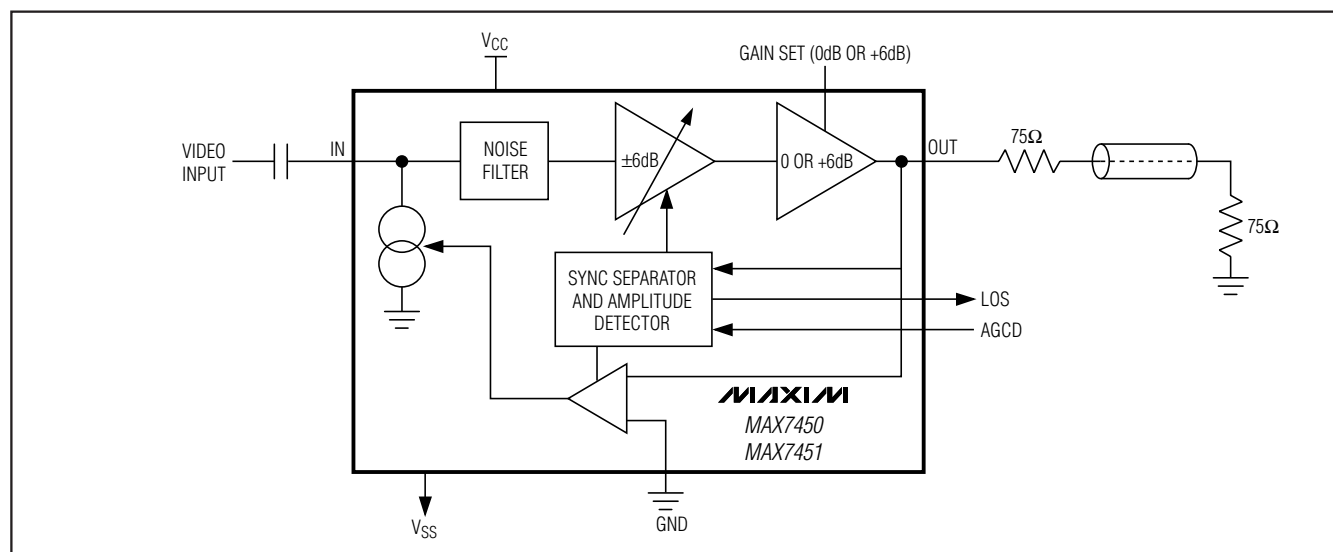 VCC
GAIN SET (0dB OR +6dB)
VIDEO
INPUT
IN
NOISE
FILTER
±6dB
0 OR +6dB
OUT
75Ω
75Ω
SYNC SEPARATOR
AND AMPLITUDE
DETECTOR
LOS
AGCD
MAXIM
MAX7450
MAX7451
VSS
GND